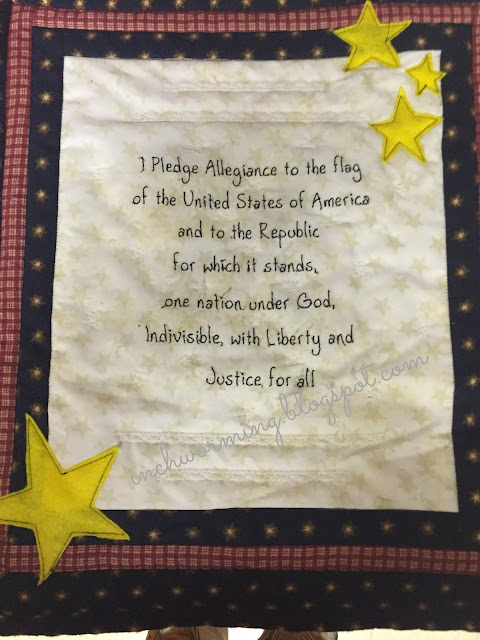 I Pledge Allegiance to the flag
of the United States of America
and to the Republic
for which it stands,
one nation under God,
Indivisible, with Liberty and
Justice, for all
inchworming.blogspot.com